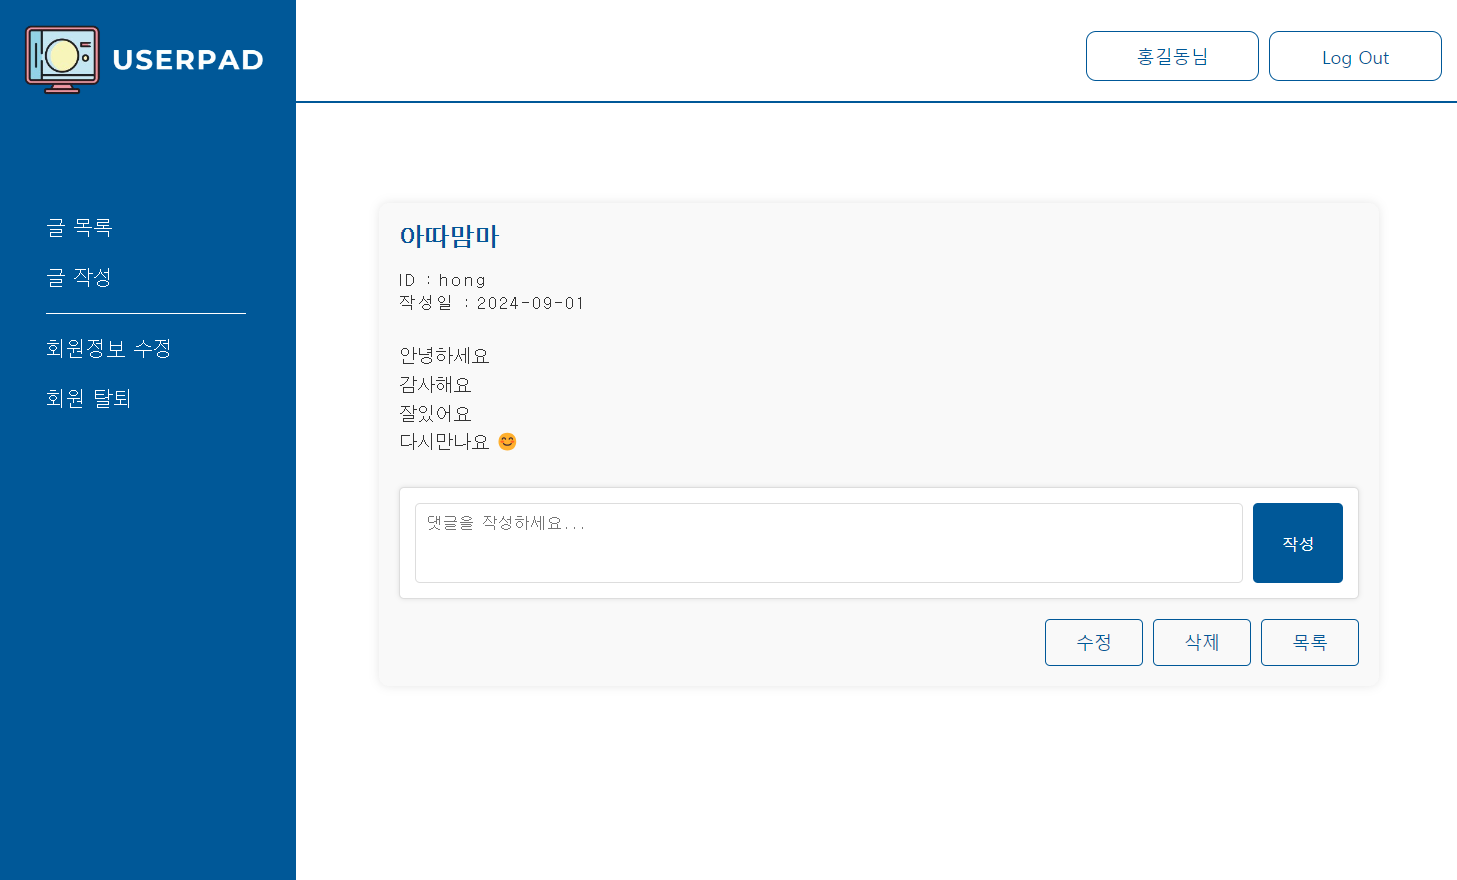 USERPAD
홍길동님
Log Out
글 목록
글 작성
회원정보 수정
회원 탈퇴
아따맘마
ID : hong
작성일 : 2024-09-01
안녕하세요
감사해요
잘있어요
다시만나요 😊
댓글을 작성하세요...
작성
수정
삭제
목록